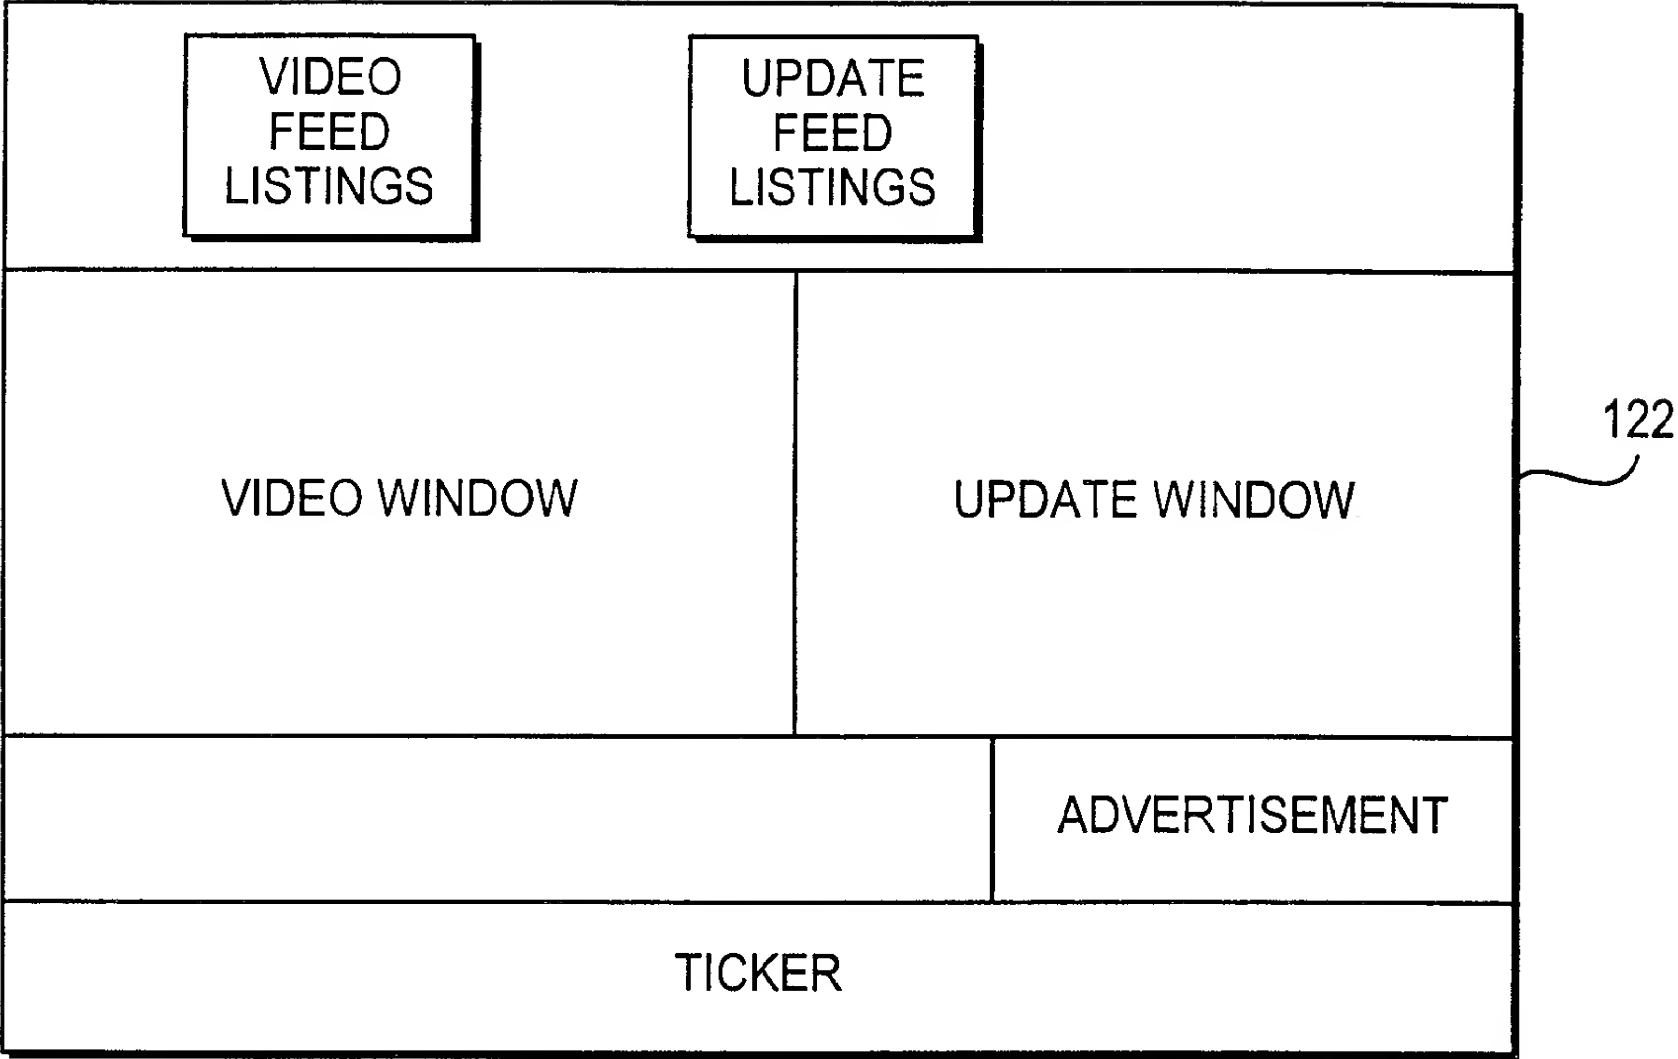 VIDEO
FEED
LISTINGS
UPDATE
FEED
LISTINGS
VIDEO WINDOW
UPDATE WINDOW
122
ADVERTISEMENT
TICKER